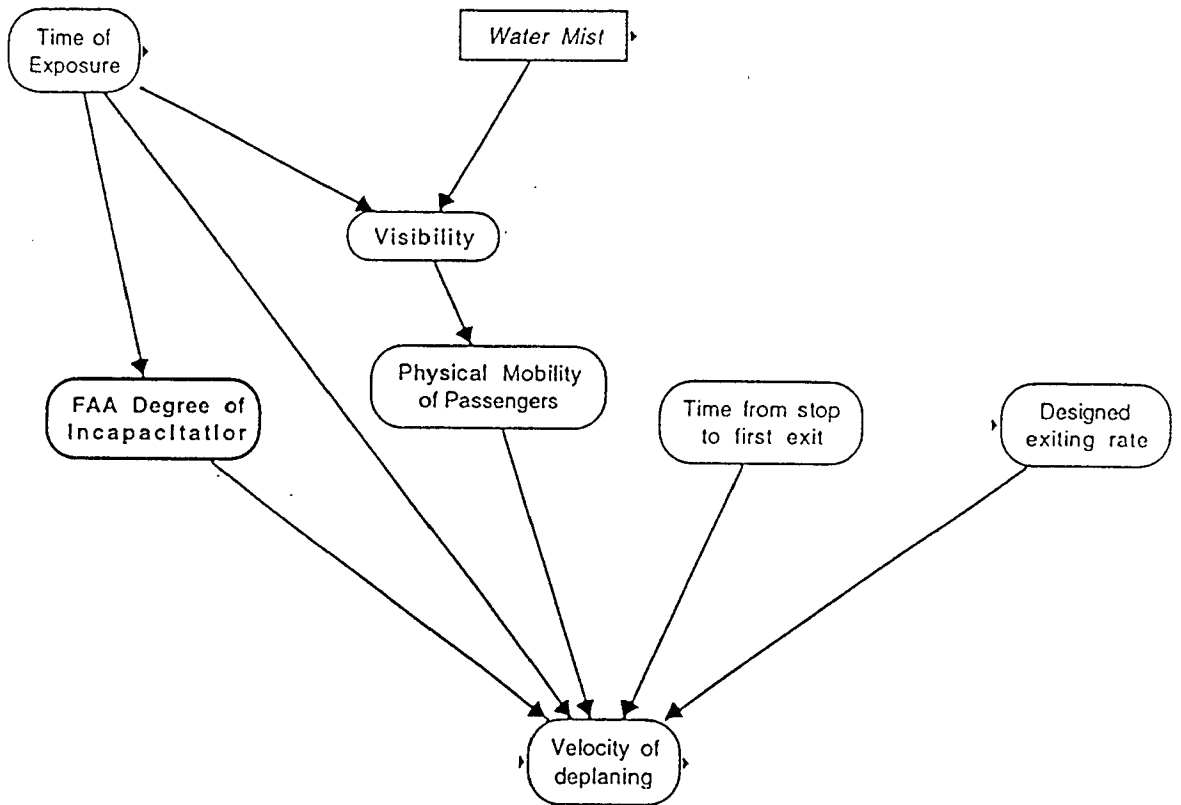 Time of
Exposure
Water Mist
Visibility
Physical Mobility
of Passengers
FAA Degree of
Incapacitatior
Time from stop
to first exit
Designed
exiting rate
Velocity of
deplaning